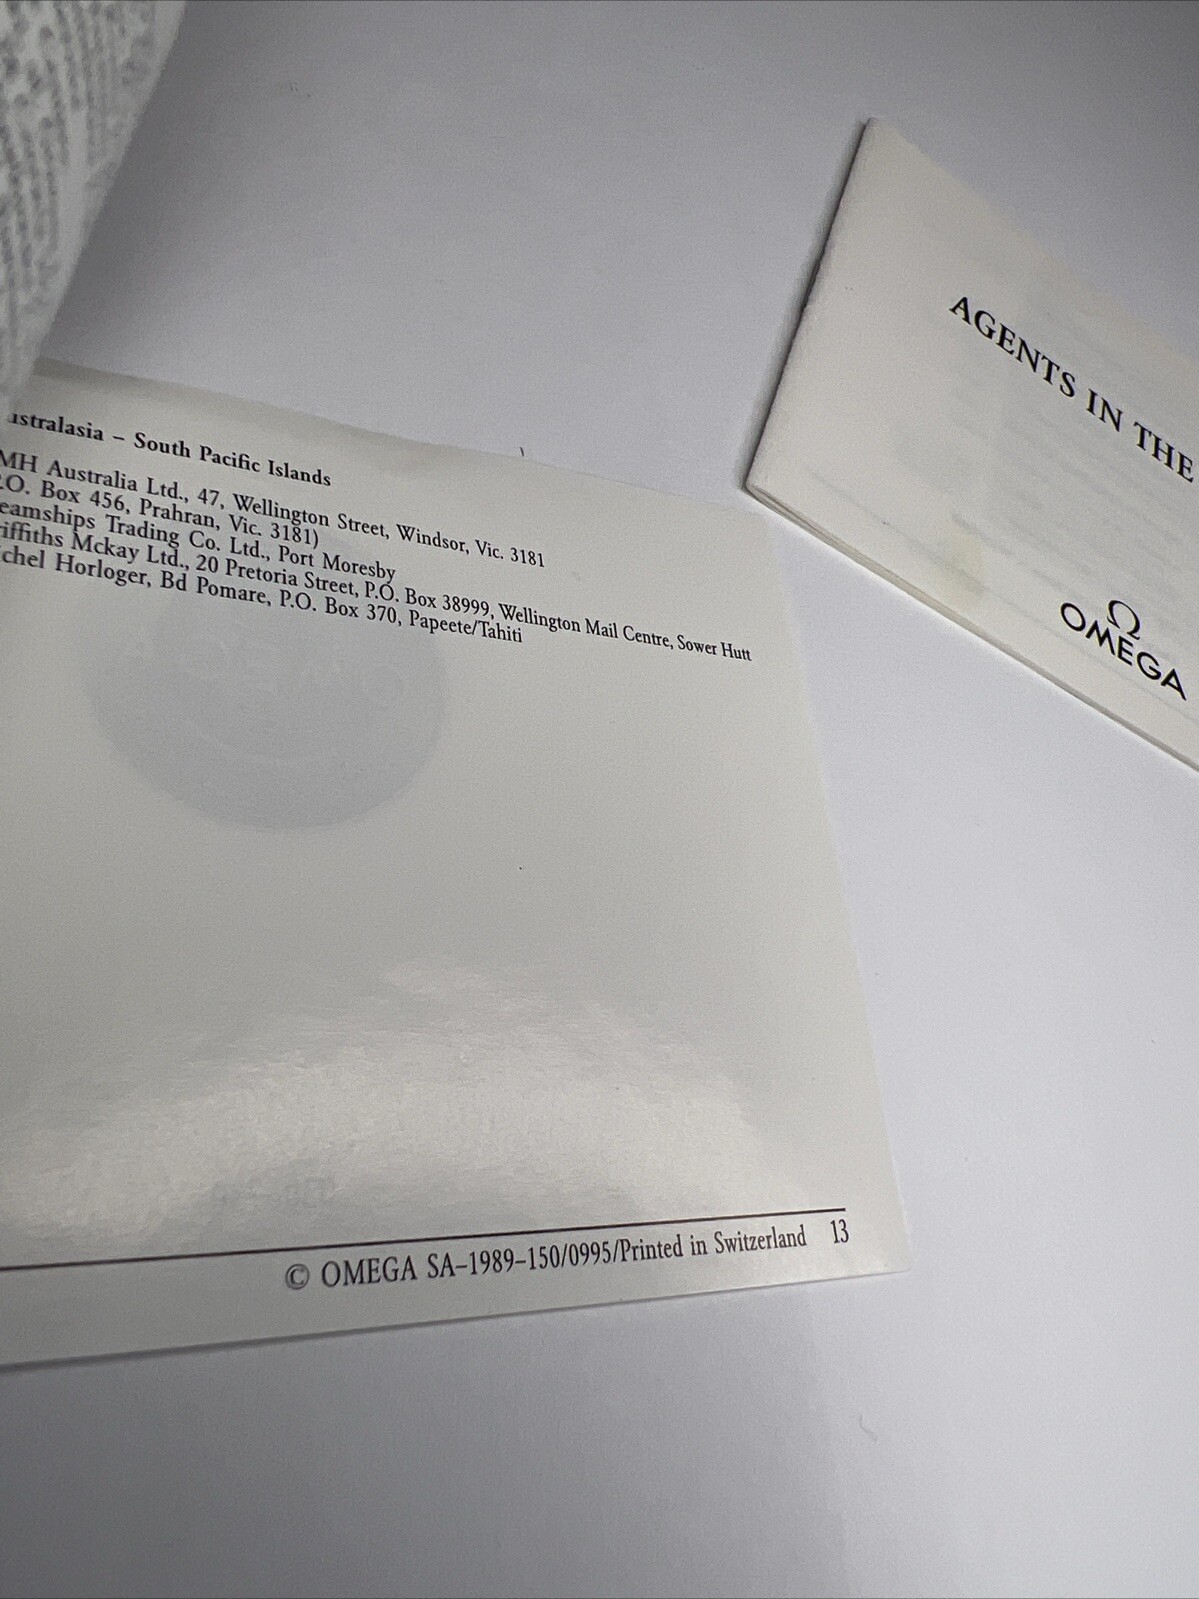 ustralasia – South Pacific Islands
MH Australia Ltd., 47, Wellington Street, Windsor, Vic. 3181
.O. Box 456, Prahran, Vic. 3181)
eamships Trading Co. Ltd., Port Moresby
riffiths Mckay Ltd., 20 Pretoria Street, P.O. Box 38999, Wellington Mail Centre, Sower Hutt
chel Horloger, Bd Pomare, P.O. Box 370, Papeete/Tahiti
© OMEGA SA–1989–150/0995/Printed in Switzerland 13
AGENTS IN THE
Ω
OMEGA